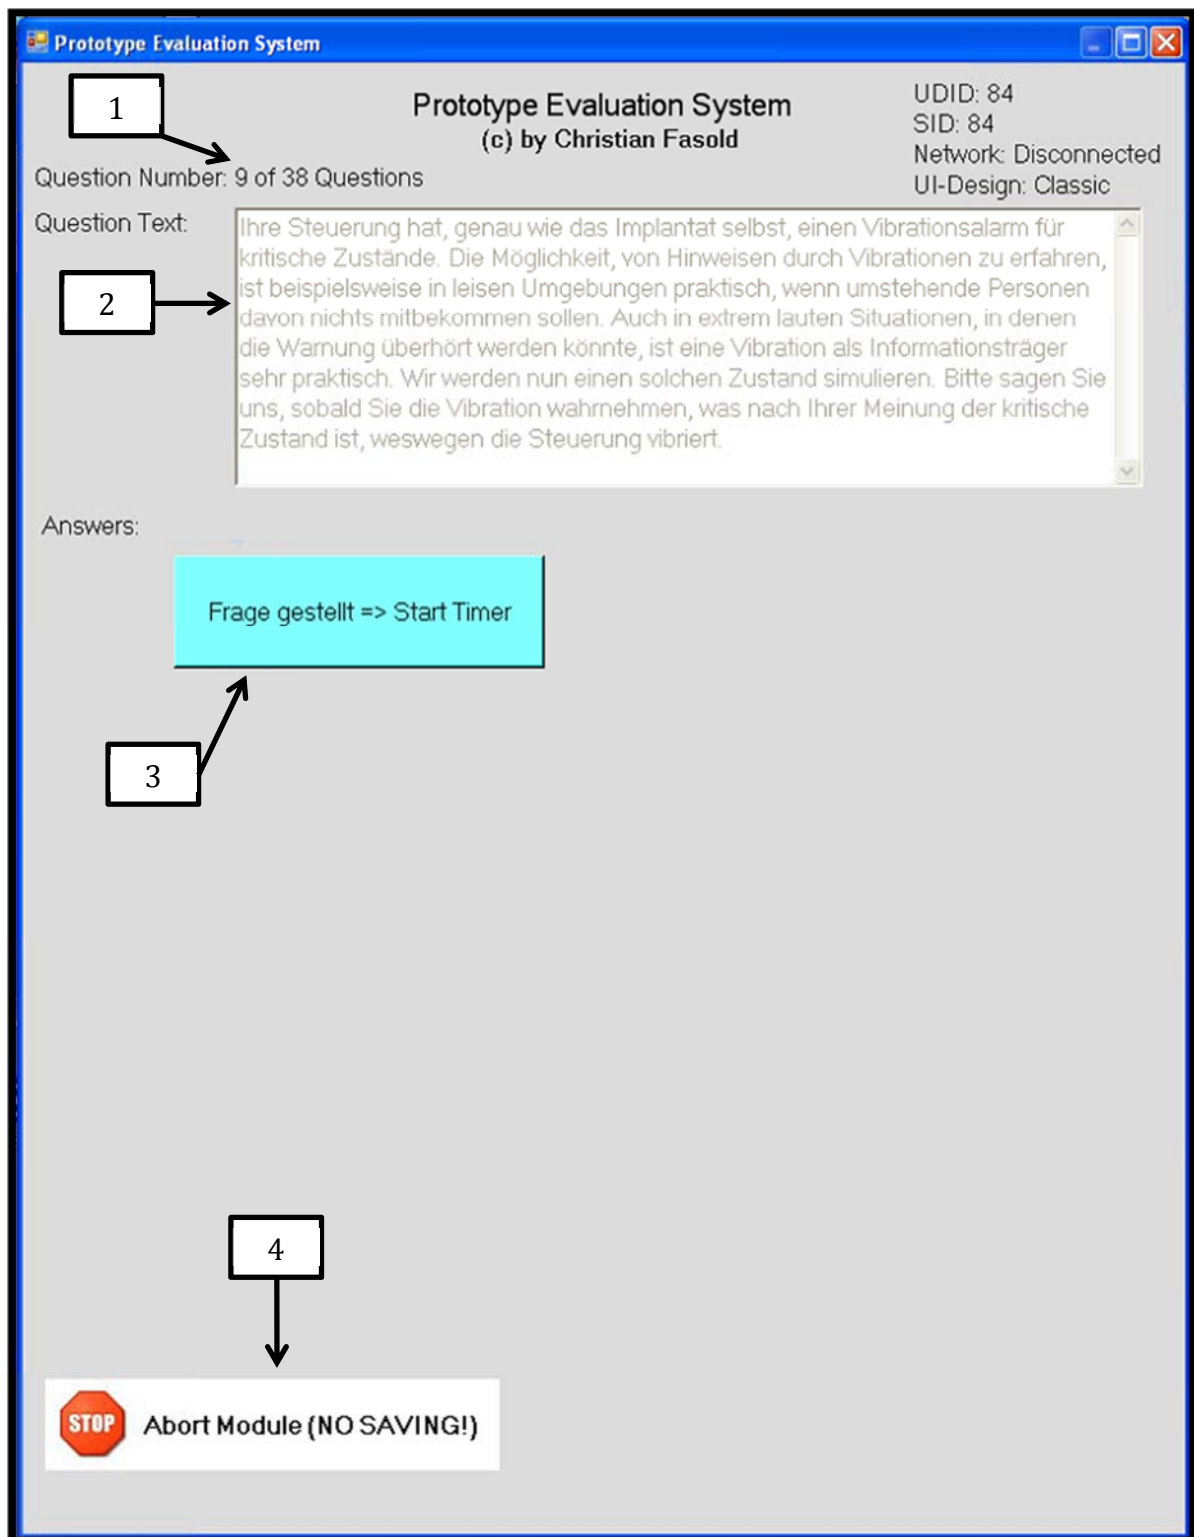 Prototype Evaluation System
1
Prototype Evaluation System
(c) by Christian Fasold
UDID: 84
SID: 84
Network: Disconnected
UI-Design: Classic
Question Number: 9 of 38 Questions
Question Text:
Ihre Steuerung hat, genau wie das Implantat selbst, einen Vibrationsalarm für
kritische Zustände. Die Möglichkeit, von Hinweisen durch Vibrationen zu erfahren,
ist beispielsweise in leisen Umgebungen praktisch, wenn umstehende Personen
davon nichts mitbekommen sollen. Auch in extrem lauten Situationen, in denen
die Warnung überhört werden könnte, ist eine Vibration als Informationsträger
sehr praktisch. Wir werden nun einen solchen Zustand simulieren. Bitte sagen Sie
uns, sobald Sie die Vibration wahrnehmen, was nach Ihrer Meinung der kritische
Zustand ist, weswegen die Steuerung vibriert.
2
Answers:
Frage gestellt => Start Timer
3
4
STOP
Abort Module (NO SAVING!)